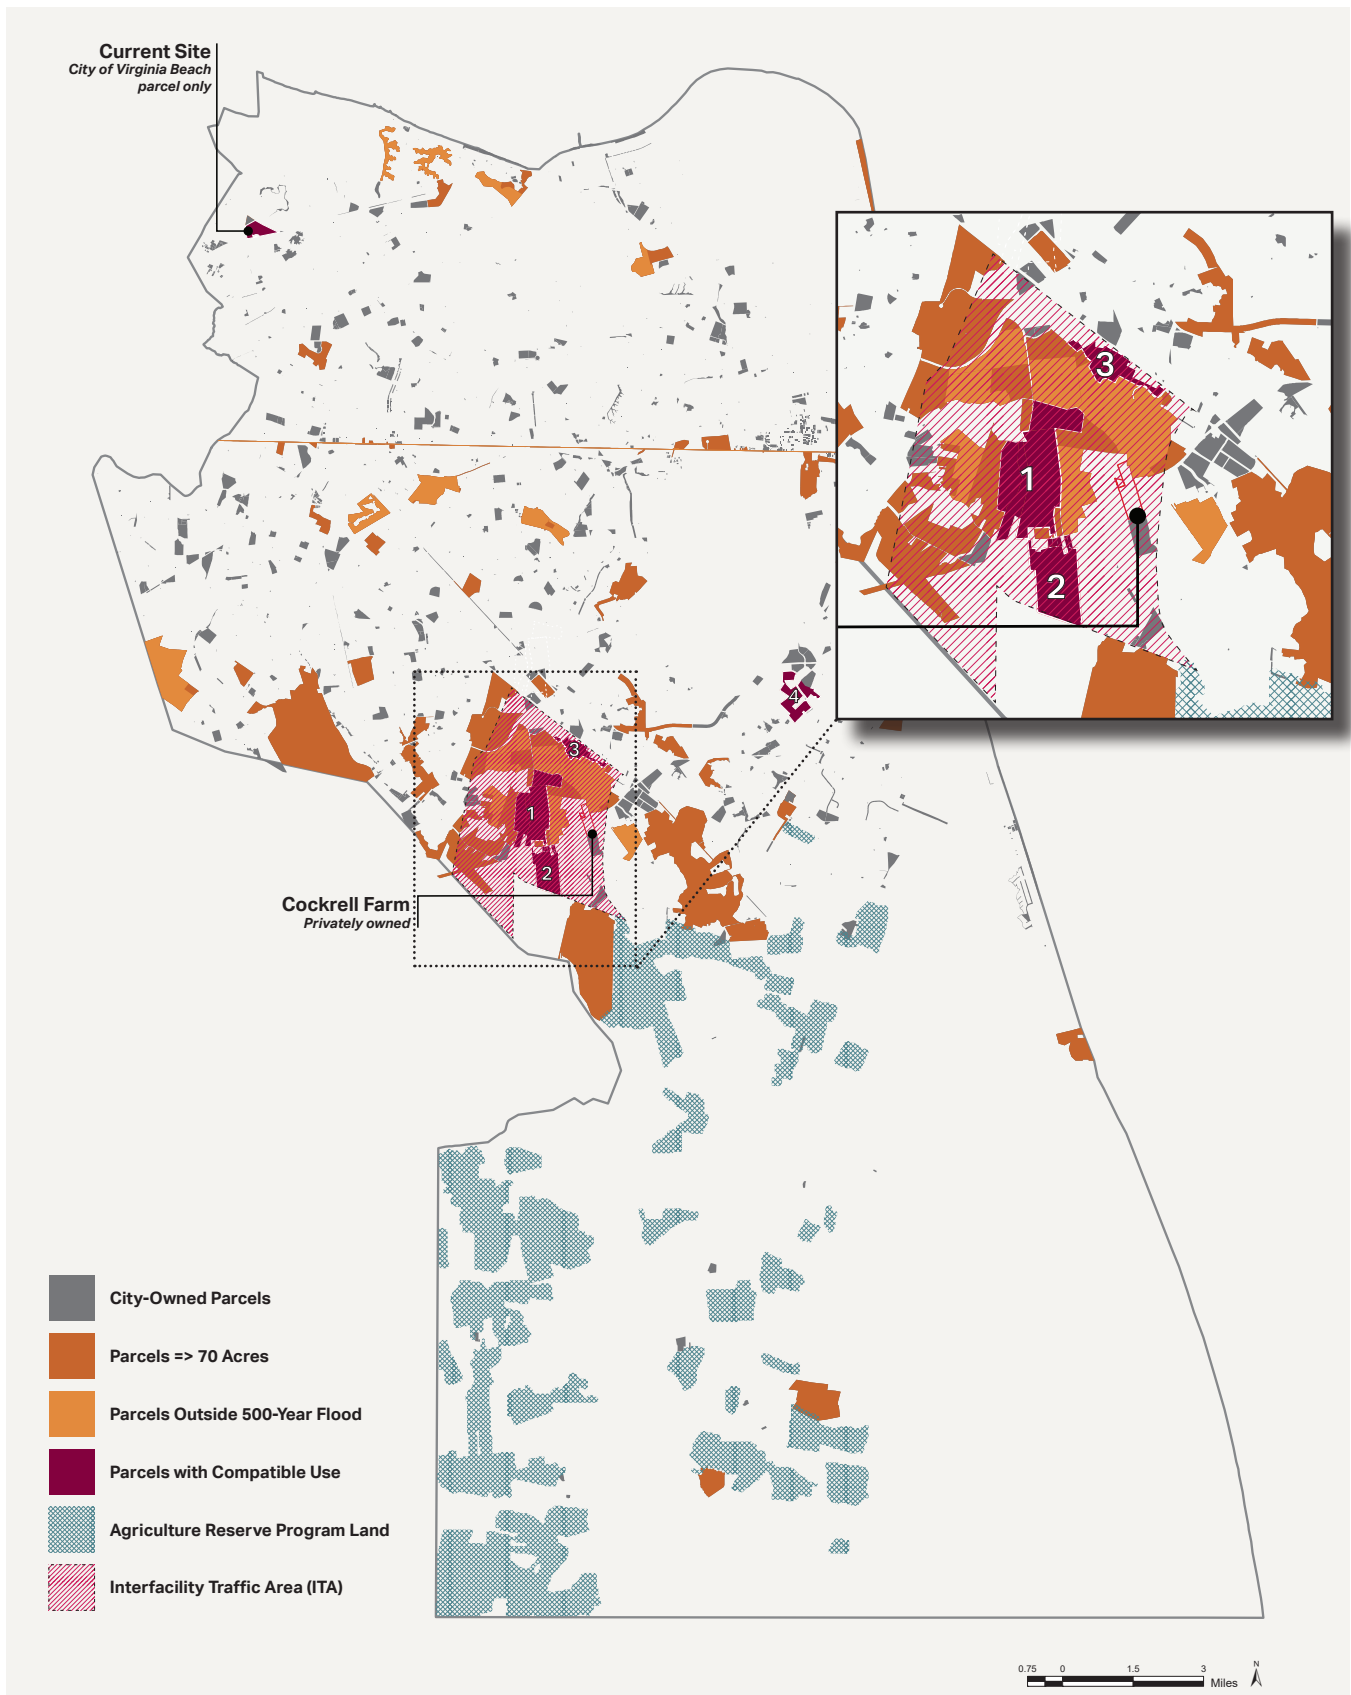 Current Site
City of Virginia Beach
parcel only
3
1
2
4
3
1
2
Cockrell Farm
Privately owned
City-Owned Parcels
Parcels => 70 Acres
Parcels Outside 500-Year Flood
Parcels with Compatible Use
Agriculture Reserve Program Land
Interfacility Traffic Area (ITA)
0.75 0 1.5 3
Miles
N